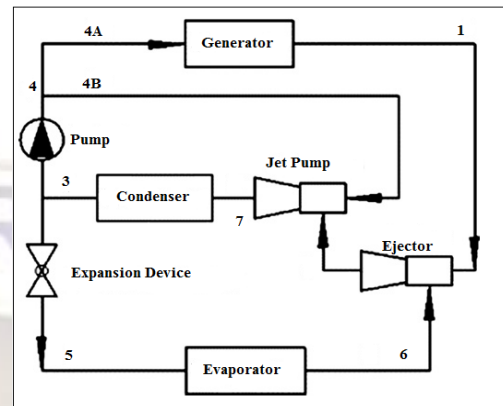 4A
1
Generator
4
4B
Pump
Jet Pump
3
Condenser
7
Ejector
Expansion Device
5
6
Evaporator